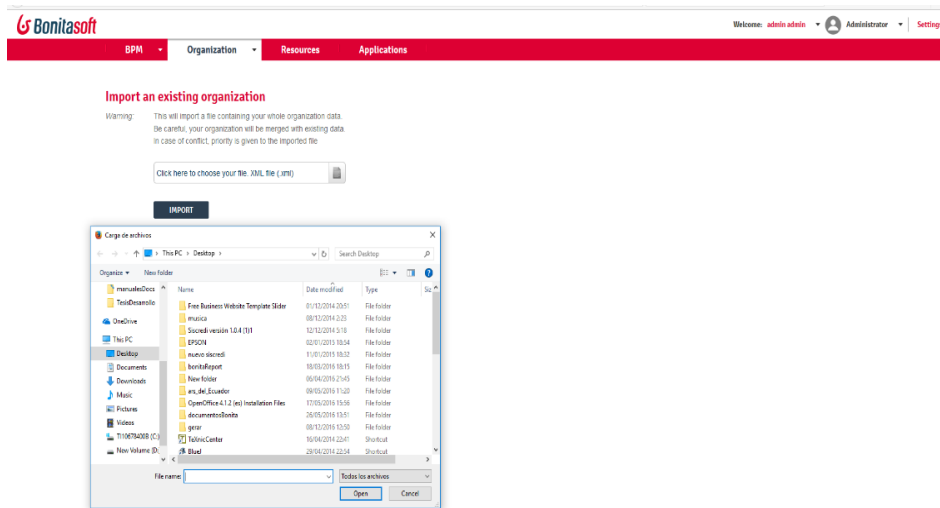 Bonitasoft
Welcome: admin admin Administrator Setting
BPM Organization Resources Applications
Import an existing organization
Warning: This will import a file containing your whole organization data.
Be careful, your organization will be merged with existing data.
In case of conflict, priority is given to the imported file
Click here to choose your file. XML file (.xml)
IMPORT
Carga de archivos
This PC Desktop Search Desktop
Organize New folder
manualesDocs
TesisDesarrollo
OneDrive
This PC
Desktop
Documents
Downloads
Music
Pictures
Videos
TI10678400B (C:)
New Volume (D:
Name Date modified Type Siz
Free Business Website Template Slider 01/12/2014 20:51 File folder
musica 08/12/2014 2:29 File folder
Siscredi versión 1.0.4 (1)1 12/12/2014 5:18 File folder
EPSON 02/01/2015 18:54 File folder
nuevo siscredi 11/01/2015 18:32 File folder
bonitaReport 18/03/2016 18:15 File folder
New folder 06/04/2016 21:45 File folder
ars_del_Ecuador 09/05/2016 11:20 File folder
OpenOffice 4.1.2 (es) Installation Files 17/05/2016 15:56 File folder
documentosBonita 26/05/2016 13:51 File folder
gerar 08/12/2016 12:50 File folder
TeXnicCenter 16/04/2014 22:41 Shortcut
BlueJ 29/04/2014 22:54 Shortcut
File name: Todos los archivos
Open Cancel